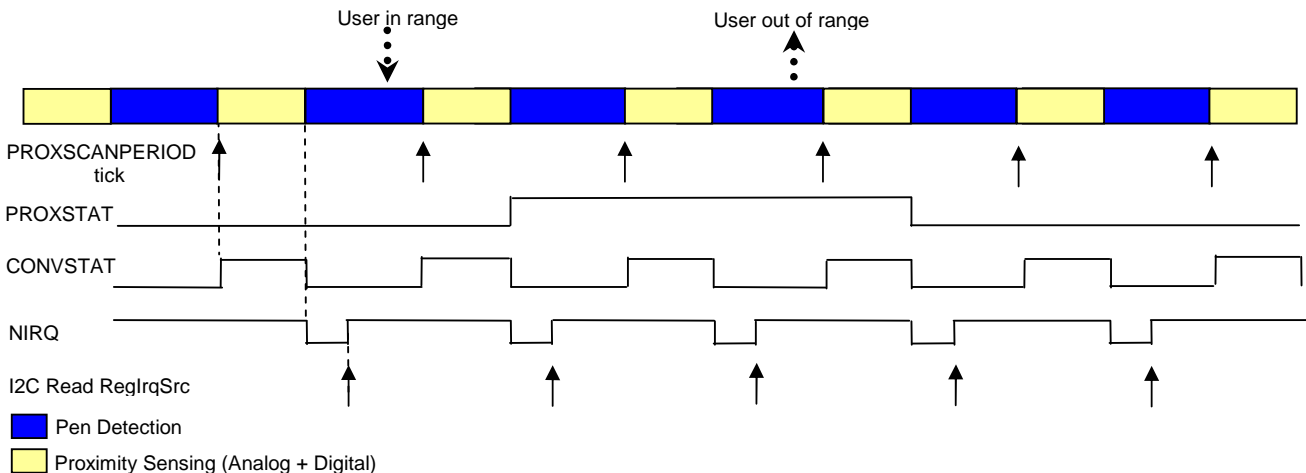 User in range
User out of range
PROXSCANPERIOD
tick
PROXSTAT
CONVSTAT
NIRQ
I2C Read RegIrqSrc
Pen Detection
Proximity Sensing (Analog + Digital)